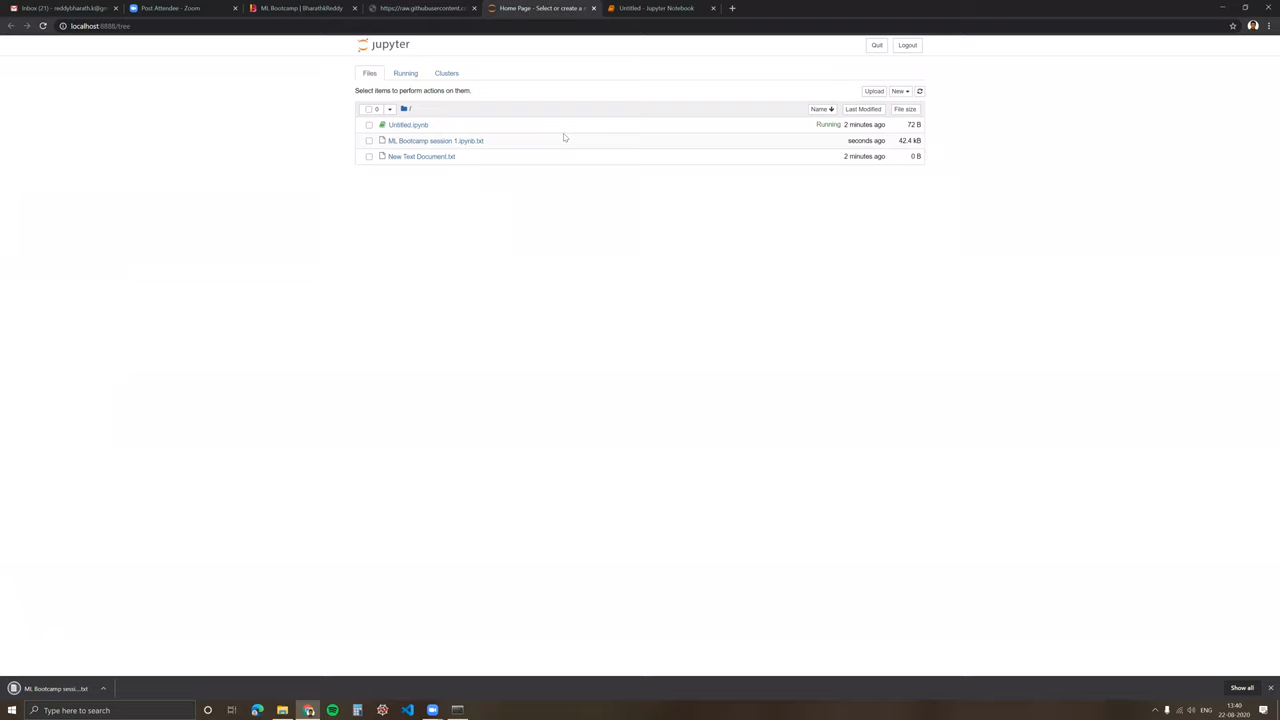 Inbox (21) - reddybharath.k@gm
Post Attendee - Zoom
ML Bootcamp | BharathkReddy
https://raw.githubusercontent.co
Home Page - Select or create a n
Untitled - Jupyter Notebook
localhost:8888/tree
jupyter
Quit
Logout
Files
Running
Clusters
Select items to perform actions on them.
Upload
New
0
/
Name
Last Modified
File size
Untitled.ipynb
Running
2 minutes ago
72 B
ML Bootcamp session 1.ipynb.txt
seconds ago
42.4 kB
New Text Document.txt
2 minutes ago
0 B
ML Bootcamp sessi....txt
Show all
Type here to search
ENG
13:40
22-08-2020